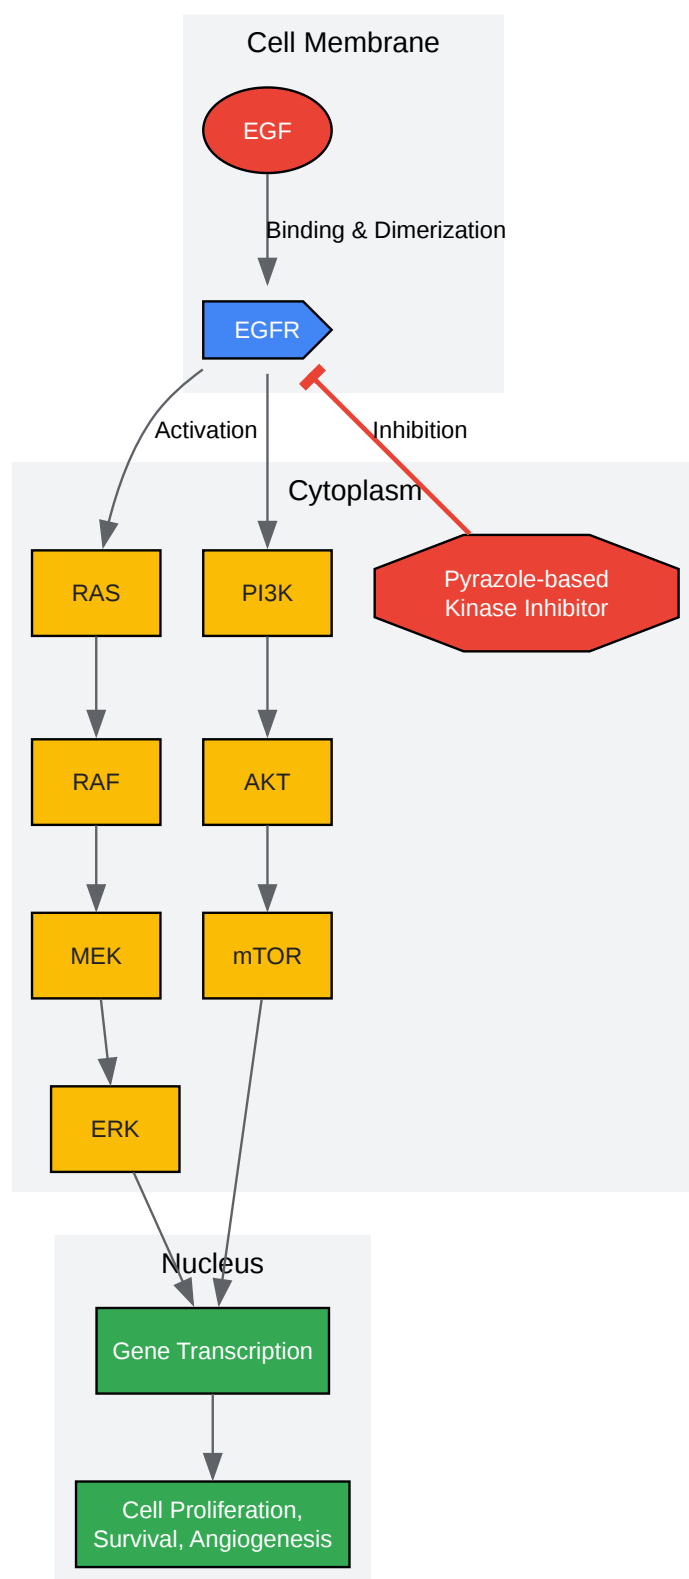 Cell Membrane
EGF
Binding & Dimerization
EGFR
Activation
Inhibition
Cytoplasm
RAS
PI3K
Pyrazole-based
Kinase Inhibitor
RAF
AKT
MEK
mTOR
ERK
Nucleus
Gene Transcription
Cell Proliferation,
Survival, Angiogenesis